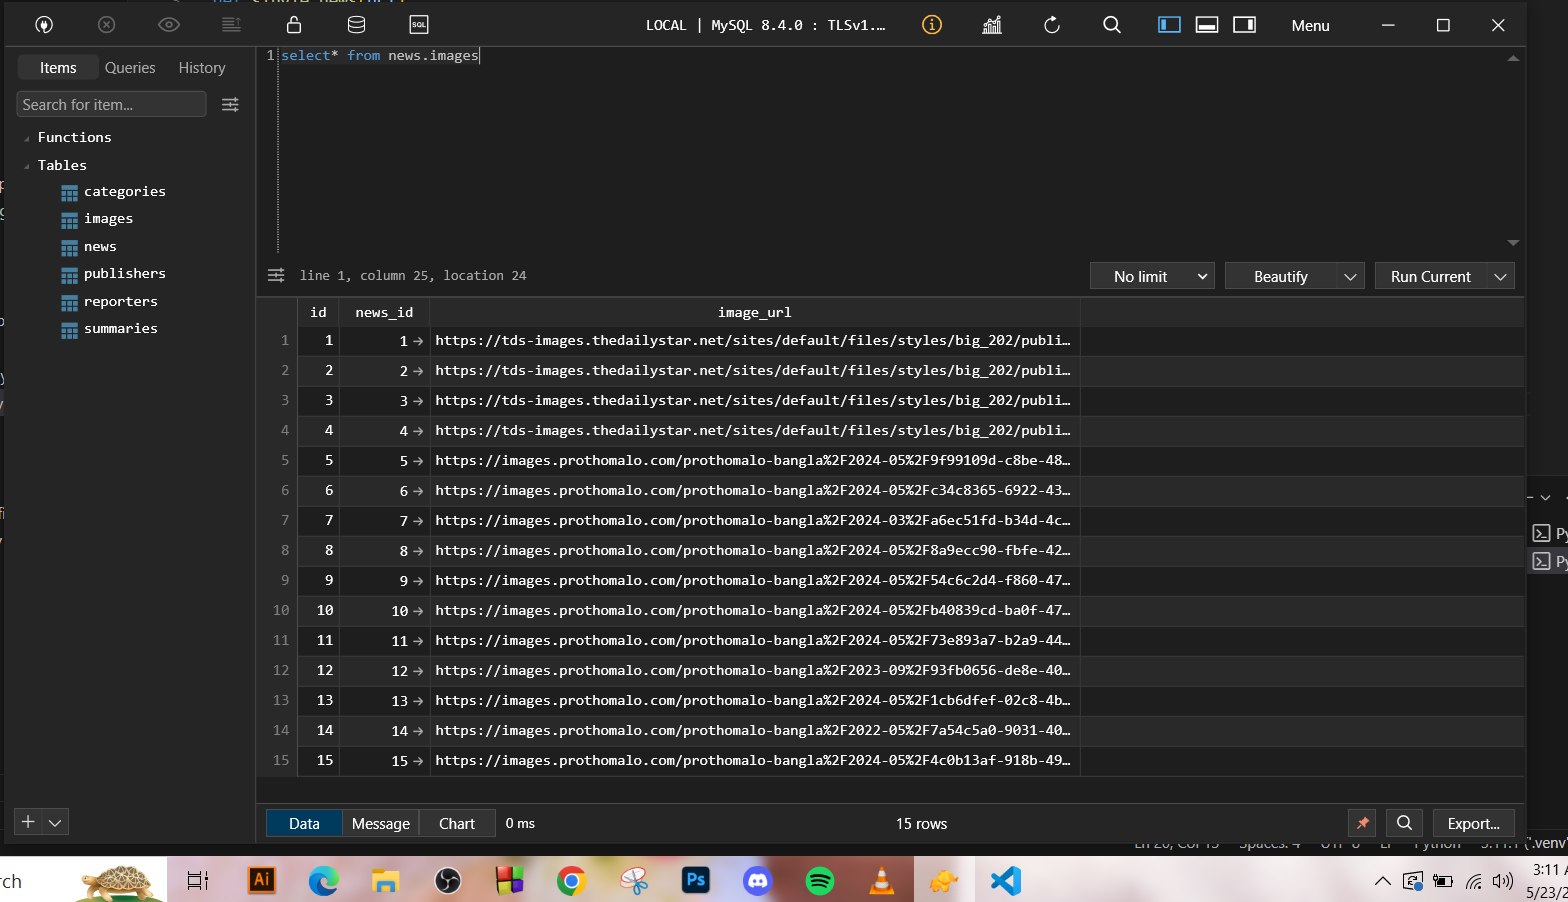 LOCAL | MySQL 8.4.0 : TLSv1.…
Menu
Items Queries History
Search for item...
Functions
Tables
categories
images
news
publishers
reporters
summaries
1 select* from news.images
line 1, column 25, location 24
No limit Beautify Run Current
id news_id image_url
1 1 1 → https://tds-images.thedailystar.net/sites/default/files/styles/big_202/publi…
2 2 2 → https://tds-images.thedailystar.net/sites/default/files/styles/big_202/publi…
3 3 3 → https://tds-images.thedailystar.net/sites/default/files/styles/big_202/publi…
4 4 4 → https://tds-images.thedailystar.net/sites/default/files/styles/big_202/publi…
5 5 5 → https://images.prothomalo.com/prothomalo-bangla%2F2024-05%2F9f99109d-c8be-48…
6 6 6 → https://images.prothomalo.com/prothomalo-bangla%2F2024-05%2Fc34c8365-6922-43…
7 7 7 → https://images.prothomalo.com/prothomalo-bangla%2F2024-03%2Fa6ec51fd-b34d-4c…
8 8 8 → https://images.prothomalo.com/prothomalo-bangla%2F2024-05%2F8a9ecc90-fbfe-42…
9 9 9 → https://images.prothomalo.com/prothomalo-bangla%2F2024-05%2F54c6c2d4-f860-47…
10 10 10 → https://images.prothomalo.com/prothomalo-bangla%2F2024-05%2Fb40839cd-ba0f-47…
11 11 11 → https://images.prothomalo.com/prothomalo-bangla%2F2024-05%2F73e893a7-b2a9-44…
12 12 12 → https://images.prothomalo.com/prothomalo-bangla%2F2023-09%2F93fb0656-de8e-40…
13 13 13 → https://images.prothomalo.com/prothomalo-bangla%2F2024-05%2F1cb6dfef-02c8-4b…
14 14 14 → https://images.prothomalo.com/prothomalo-bangla%2F2022-05%2F7a54c5a0-9031-40…
15 15 15 → https://images.prothomalo.com/prothomalo-bangla%2F2024-05%2F4c0b13af-918b-49…
Data Message Chart 0 ms 15 rows Export...
Python
rch
Ai
Ps
3:11
5/23/2